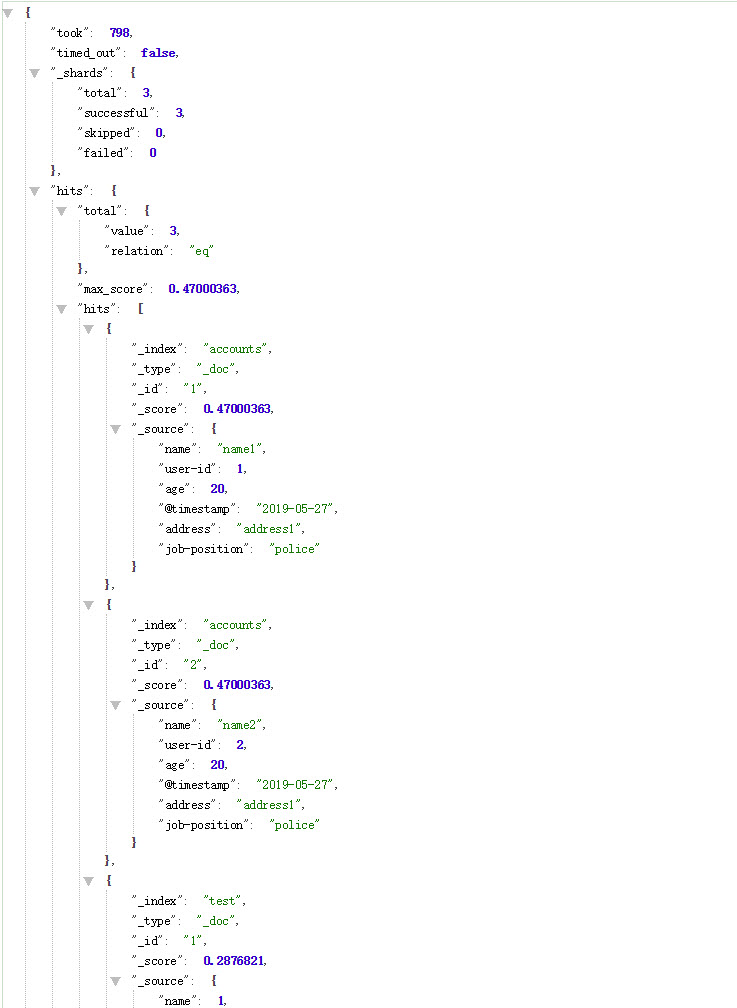 {
"took": 798,
"timed_out": false,
"_shards": {
"total": 3,
"successful": 3,
"skipped": 0,
"failed": 0
},
"hits": {
"total": {
"value": 3,
"relation": "eq"
},
"max_score": 0.47000363,
"hits": [
{
"_index": "accounts",
"_type": "_doc",
"_id": "1",
"_score": 0.47000363,
"_source": {
"name": "name1",
"user-id": 1,
"age": 20,
"@timestamp": "2019-05-27",
"address": "address1",
"job-position": "police"
}
},
{
"_index": "accounts",
"_type": "_doc",
"_id": "2",
"_score": 0.47000363,
"_source": {
"name": "name2",
"user-id": 2,
"age": 20,
"@timestamp": "2019-05-27",
"address": "address1",
"job-position": "police"
}
},
{
"_index": "test",
"_type": "_doc",
"_id": "1",
"_score": 0.2876821,
"_source": {
"name": 1,